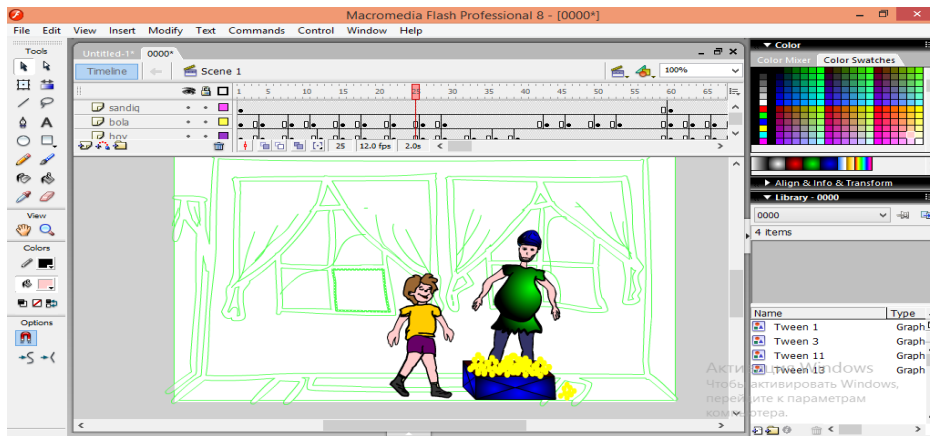 Macromedia Flash Professional 8 - [0000*]
File Edit View Insert Modify Text Commands Control Window Help
Tools
View
Colors
Options
Untitled-1* 0000*
Timeline Scene 1 100%
1 5 10 15 20 25 30 35 40 45 50 55 60 65
sandiq
bola
hov
25 12.0 fps 2.0s
Color
Color Mixer Color Swatches
Align & Info & Transform
Library - 0000
0000
4 items
Name Type
Tween 1 Graph
Tween 3 Graph
Tween 11 Graph
Tween 13 Graph
Активация Windows
Чтобы активировать Windows,
перейдите к параметрам
компьютера.